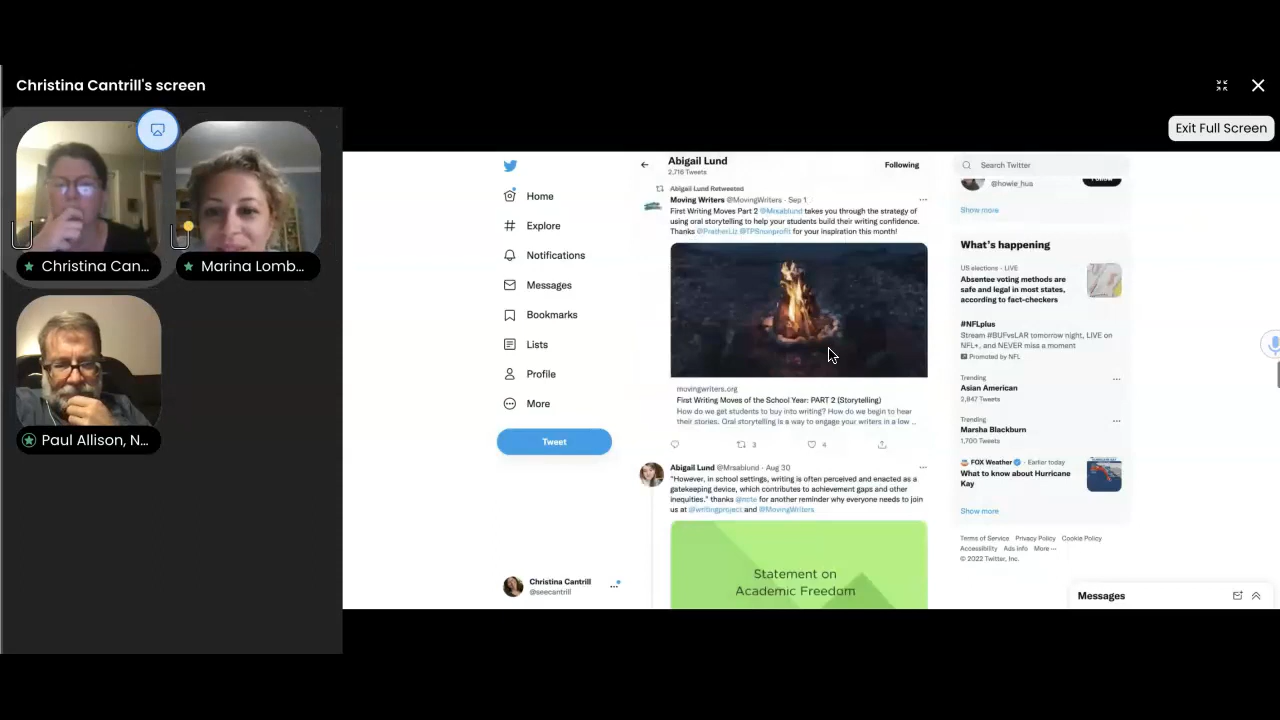 Christina Cantrill's screen
Exit Full Screen
Christina Can...
Marina Lomb...
Paul Allison, N...
Home
Explore
Notifications
Messages
Bookmarks
Lists
Profile
More
Tweet
Christina Cantrill
@seecantrill
Abigail Lund
2,716 Tweets
Following
Abigail Lund Retweeted
Moving Writers @MovingWriters · Sep 1
First Writing Moves Part 2 @Mrsablund takes you through the strategy of
using oral storytelling to help your students build their writing confidence.
Thanks @PratherLiz @TPSnonprofit for your inspiration this month!
movingwriters.org
First Writing Moves of the School Year: PART 2 (Storytelling)
How do we get students to buy into writing? How do we begin to hear
their stories. Oral storytelling is a way to engage your writers in a low ...
3
4
Abigail Lund @Mrsablund · Aug 30
"However, in school settings, writing is often perceived and enacted as a
gatekeeping device, which contributes to achievement gaps and other
inequities." thanks @ncte for another reminder why everyone needs to join
us at @writingproject and @MovingWriters
Statement on
Academic Freedom
Search Twitter
@howie_hua
Follow
Show more
What's happening
US elections · LIVE
Absentee voting methods are
safe and legal in most states,
according to fact-checkers
#NFLplus
Stream #BUFvsLAR tomorrow night, LIVE on
NFL+, and NEVER miss a moment
Promoted by NFL
Trending
Asian American
2,847 Tweets
Trending
Marsha Blackburn
1,700 Tweets
FOX Weather · Earlier today
What to know about Hurricane
Kay
Show more
Terms of Service Privacy Policy Cookie Policy
Accessibility Ads info More ···
© 2022 Twitter, Inc.
Messages